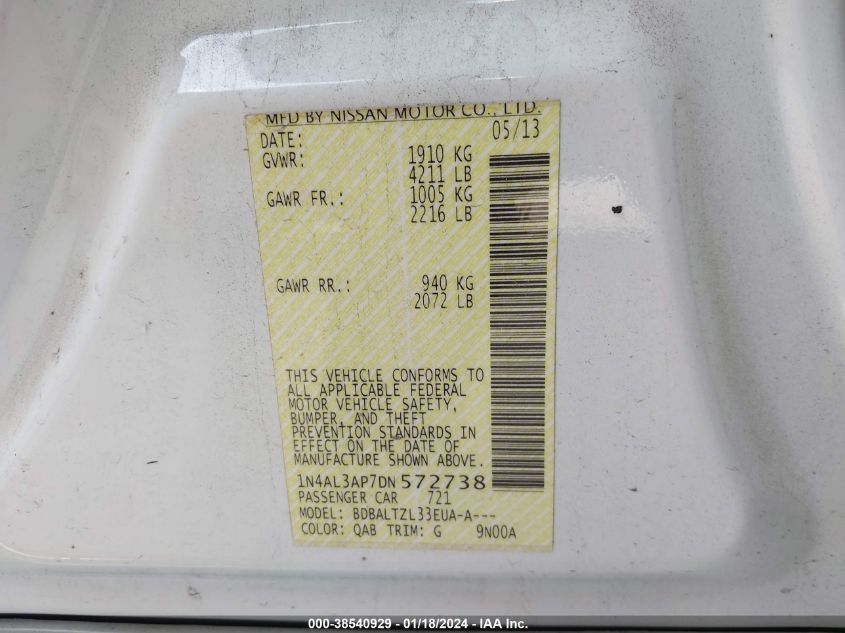 MFD BY NISSAN MOTOR CO., LTD.
DATE: 05/13
GVWR: 1910 KG
4211 LB
GAWR FR.: 1005 KG
2216 LB
GAWR RR.: 940 KG
2072 LB
THIS VEHICLE CONFORMS TO
ALL APPLICABLE FEDERAL
MOTOR VEHICLE SAFETY,
BUMPER, AND THEFT
PREVENTION STANDARDS IN
EFFECT ON THE DATE OF
MANUFACTURE SHOWN ABOVE.
1N4AL3AP7DN572738
PASSENGER CAR 721
MODEL: BDBALTZL33EUA-A---
COLOR: QAB TRIM: G 9N00A
000-38540929 - 01/18/2024 - IAA Inc.